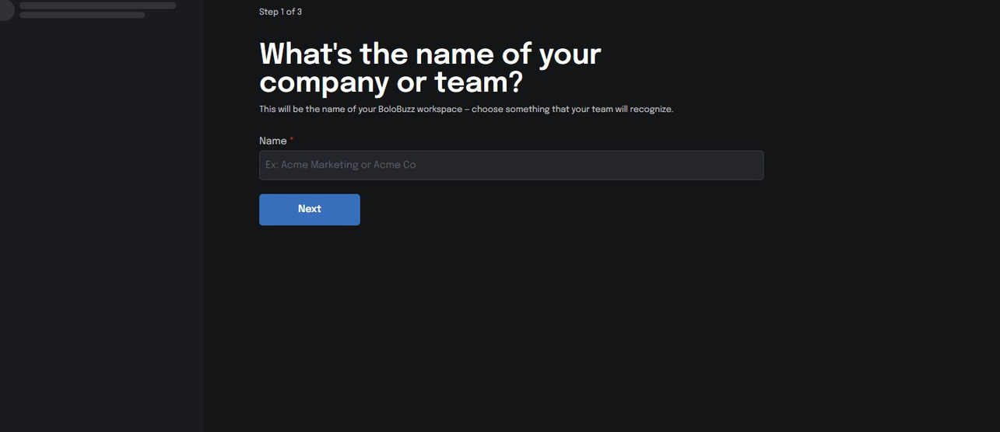 Step 1 of 3
What's the name of your
company or team?
This will be the name of your BoloBuzz workspace – choose something that your team will recognize.
Name *
Ex: Acme Marketing or Acme Co
Next